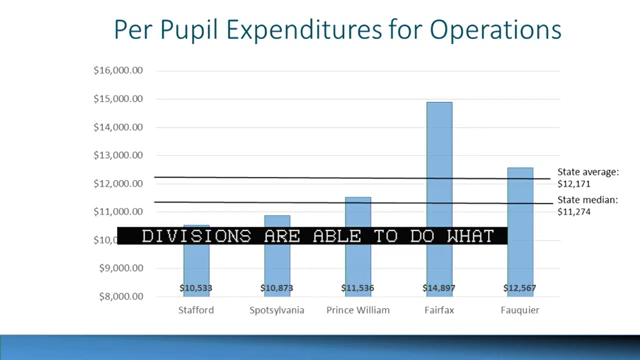 Per Pupil Expenditures for Operations
$16,000.00
$15,000.00
$14,000.00
$13,000.00
$12,000.00
$11,000.00
$10,0
$9,000.00
$8,000.00
State average:
$12,171
State median:
$11,274
DIVISIONS ARE ABLE TO DO WHAT
$10,533 $10,873 $11,536 $14,897 $12,567
Stafford Spotsylvania Prince William Fairfax Fauquier